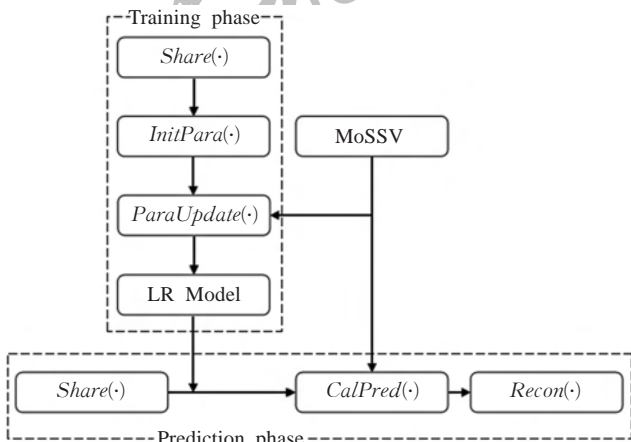 Training phase
Share(·)
InitPara(·)
MoSSV
ParaUpdate(·)
LR Model
Share(·)
CalPred(·)
Recon(·)
Prediction phase